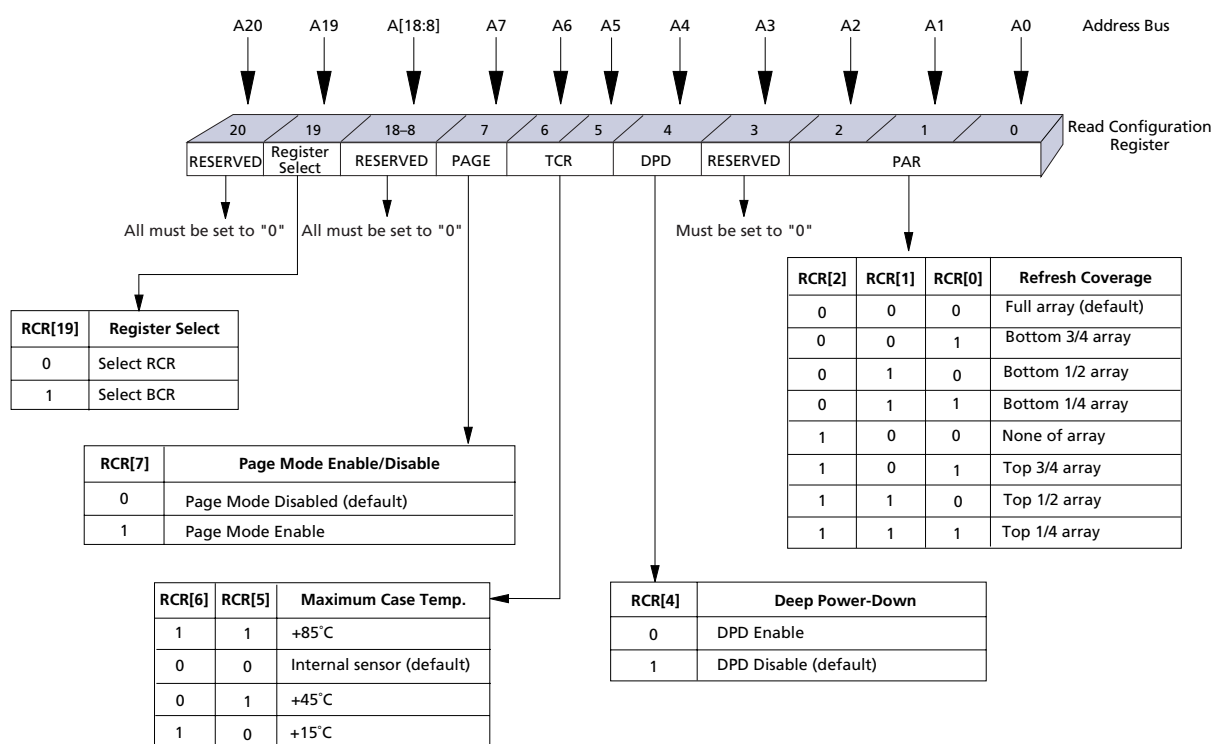 A20 A19 A[18:8] A7 A6 A5 A4 A3 A2 A1 A0 Address Bus
20 19 18–8 7 6 5 4 3 2 1 0
Read Configuration
Register
RESERVED Register Select RESERVED PAGE TCR DPD RESERVED PAR
All must be set to "0" All must be set to "0" Must be set to "0"
RCR[19] Register Select
0 Select RCR
1 Select BCR
RCR[2] RCR[1] RCR[0] Refresh Coverage
0 0 0 Full array (default)
0 0 1 Bottom 3/4 array
0 1 0 Bottom 1/2 array
0 1 1 Bottom 1/4 array
1 0 0 None of array
1 0 1 Top 3/4 array
1 1 0 Top 1/2 array
1 1 1 Top 1/4 array
RCR[7] Page Mode Enable/Disable
0 Page Mode Disabled (default)
1 Page Mode Enable
RCR[6] RCR[5] Maximum Case Temp.
1 1 +85˚C
0 0 Internal sensor (default)
0 1 +45˚C
1 0 +15˚C
RCR[4] Deep Power-Down
0 DPD Enable
1 DPD Disable (default)